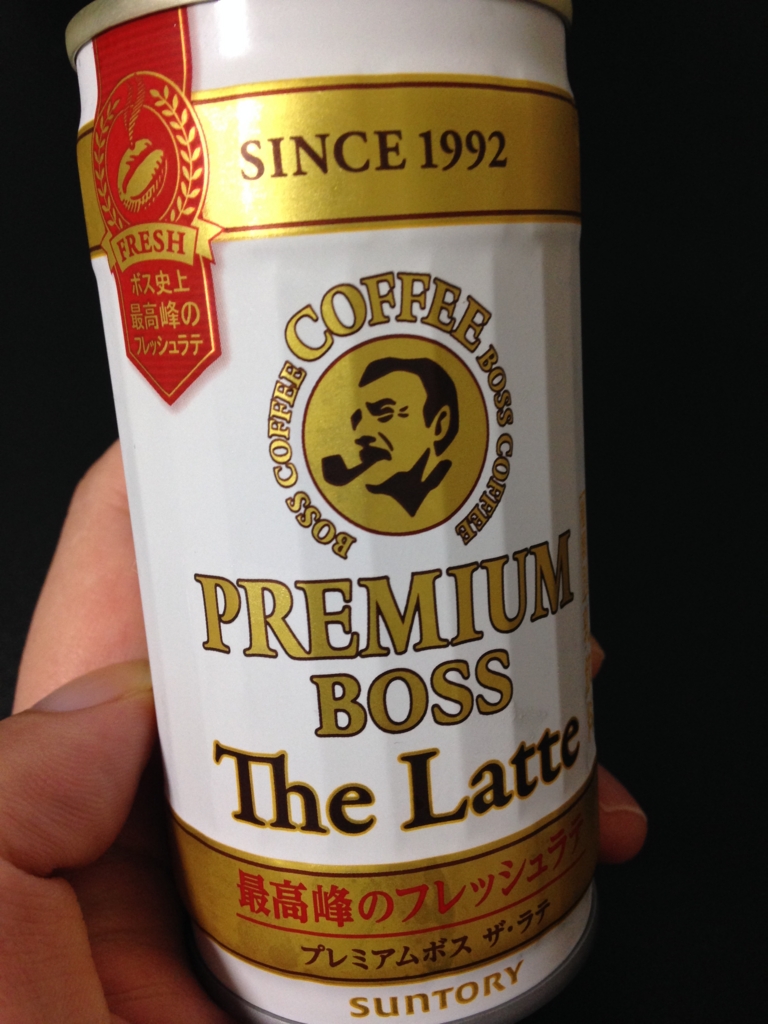 SINCE 1992
FRESH
ボス史上
最高峰の
フレッシュラテ
COFFEE
BOSS COFFEE
BOSS COFFEE
PREMIUM
BOSS
The Latte
最高峰のフレッシュラテ
プレミアムボス ザ・ラテ
SUNTORY